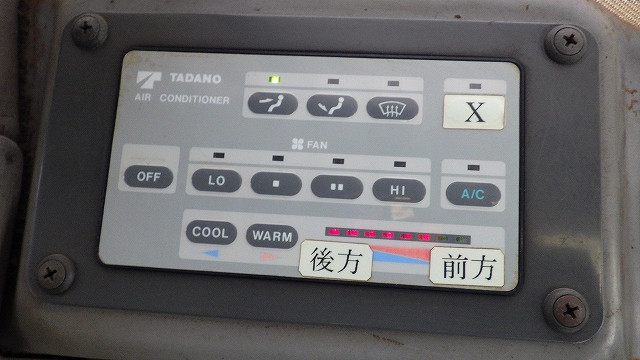 TADANO
AIR CONDITIONER
X
FAN
OFF
LO
HI
A/C
COOL
WARM
後方
前方